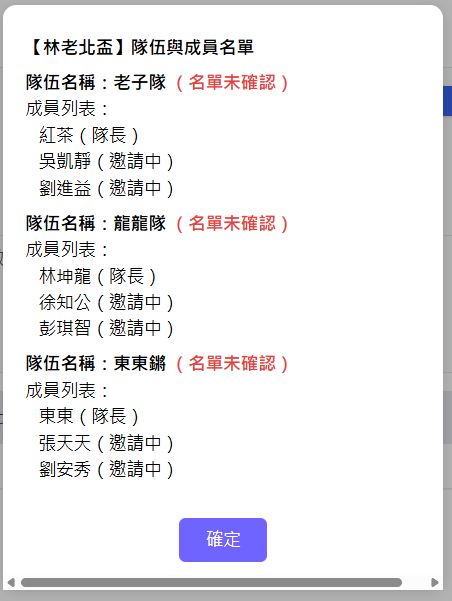 【林老北盃】隊伍與成員名單
隊伍名稱：老子隊（名單未確認）
成員列表：
紅茶（隊長）
吳凱靜（邀請中）
劉進益（邀請中）
隊伍名稱：龍龍隊（名單未確認）
成員列表：
林坤龍（隊長）
徐知公（邀請中）
彭琪智（邀請中）
隊伍名稱：東東鏘（名單未確認）
成員列表：
東東（隊長）
張天天（邀請中）
劉安秀（邀請中）
確定